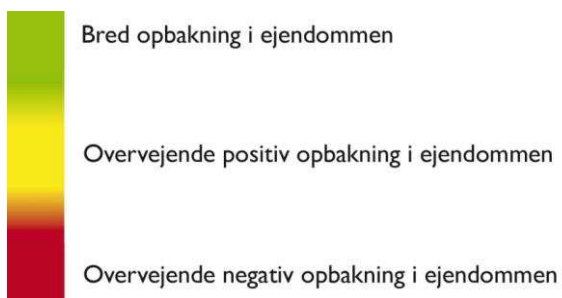 Bred opbakning i ejendommen
Overvejende positiv opbakning i ejendommen
Overvejende negativ opbakning i ejendommen